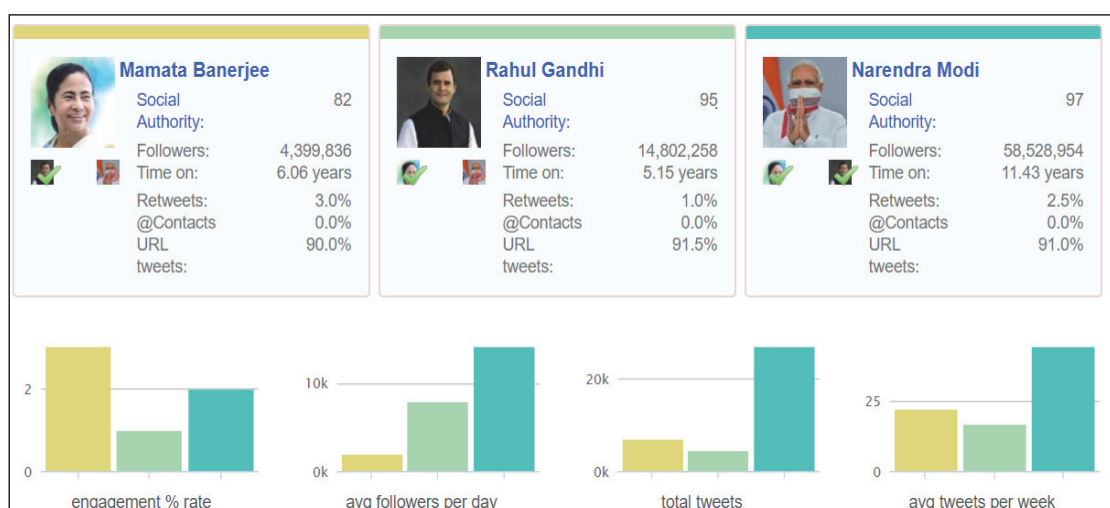 Mamata Banerjee
Social
Authority:
82
Followers: 4,399,836
Time on: 6.06 years
Retweets: 3.0%
@Contacts 0.0%
URL 90.0%
tweets:
Rahul Gandhi
Social
Authority:
95
Followers: 14,802,258
Time on: 5.15 years
Retweets: 1.0%
@Contacts 0.0%
URL 91.5%
tweets:
Narendra Modi
Social
Authority:
97
Followers: 58,528,954
Time on: 11.43 years
Retweets: 2.5%
@Contacts 0.0%
URL 91.0%
tweets:
2
0
engagement % rate
10k
0k
avg followers per day
20k
0k
total tweets
25
0
avg tweets per week